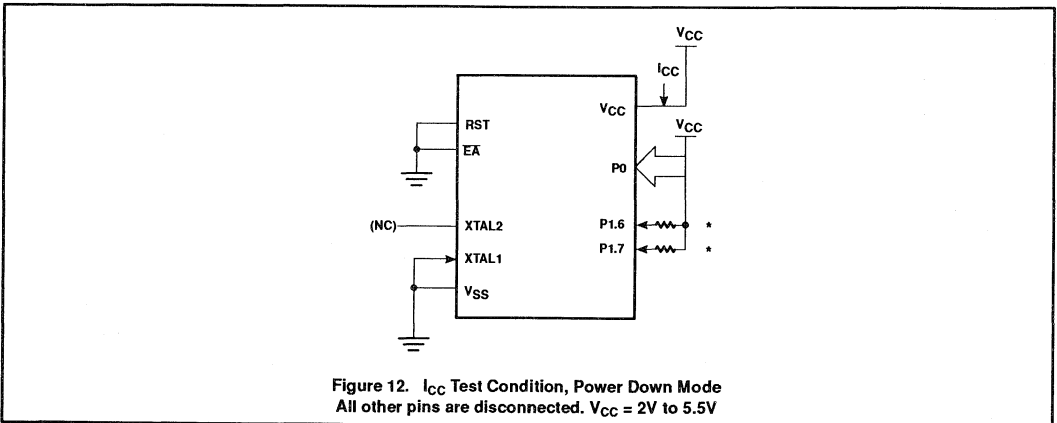 VCC
ICC
VCC
RST
VCC
EA
P0
(NC)
XTAL2
P1.6
*
P1.7
*
XTAL1
VSS
Figure 12. ICC Test Condition, Power Down Mode
All other pins are disconnected. VCC = 2V to 5.5V